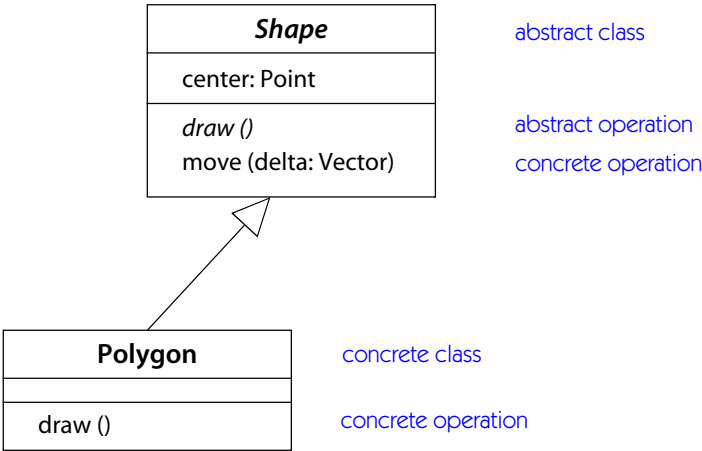 Shape
abstract class
center: Point
draw ()
abstract operation
move (delta: Vector)
concrete operation
Polygon
concrete class
draw ()
concrete operation